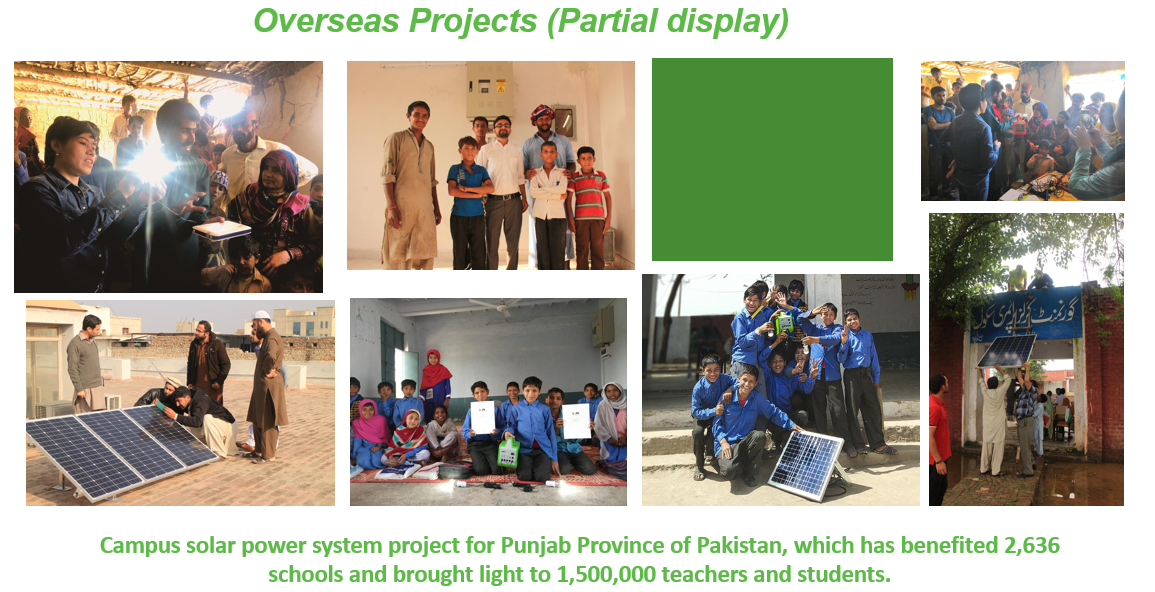 Overseas Projects (Partial display)
گورنمنٹ گرلز پرائمری سکول
Campus solar power system project for Punjab Province of Pakistan, which has benefited 2,636
schools and brought light to 1,500,000 teachers and students.